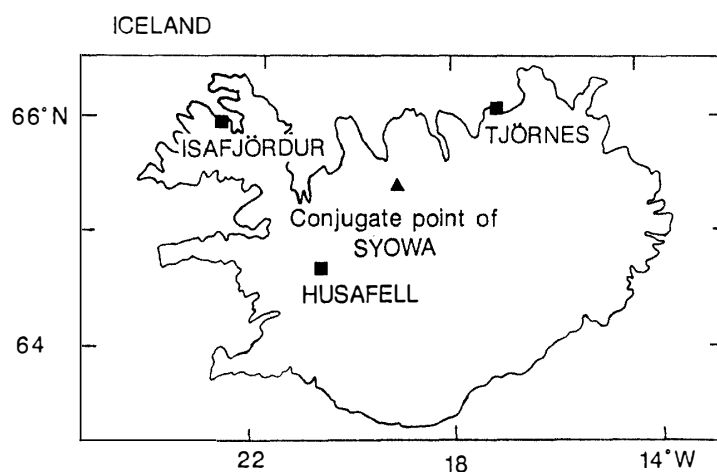 ICELAND
66°N
ISAFJÖRDUR
TJÖRNES
Conjugate point of
SYOWA
HUSAFELL
64
22
18
14°W